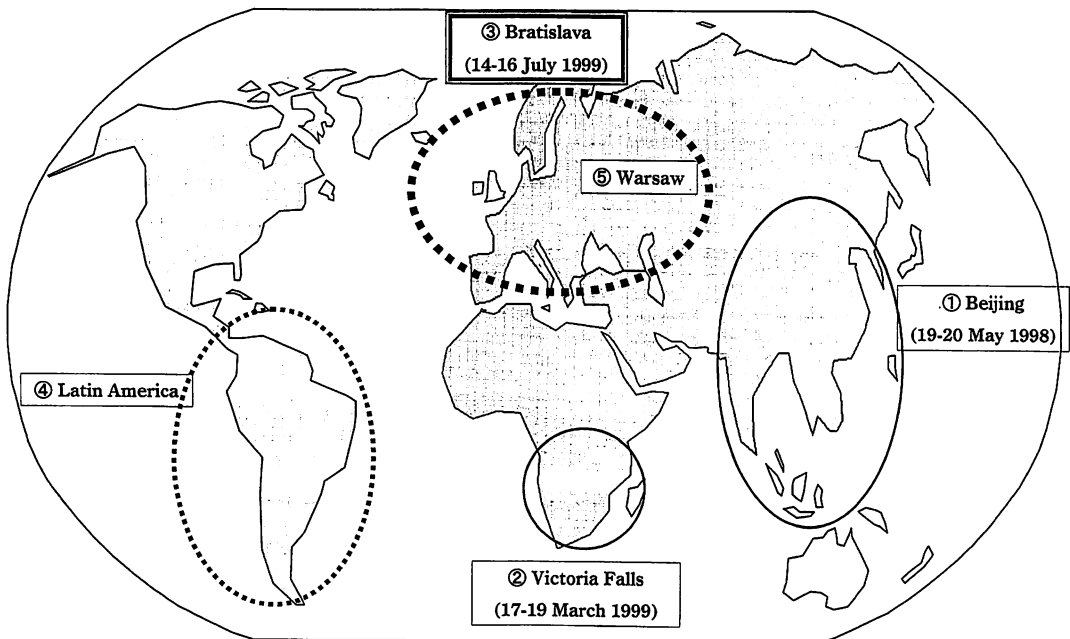 ③ Bratislava
(14-16 July 1999)
⑤ Warsaw
① Beijing
(19-20 May 1998)
④ Latin America
② Victoria Falls
(17-19 March 1999)